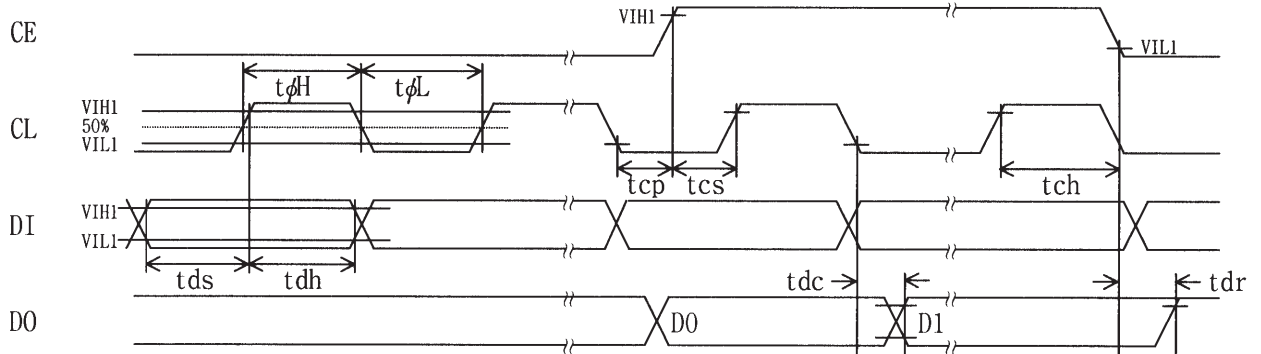 CE
VIH1
VIL1
tϕH
tϕL
CL
VIH1
50%
VIL1
tcp
tcs
tch
DI
VIH1
VIL1
tds
tdh
tdc
tdr
DO
D0
D1